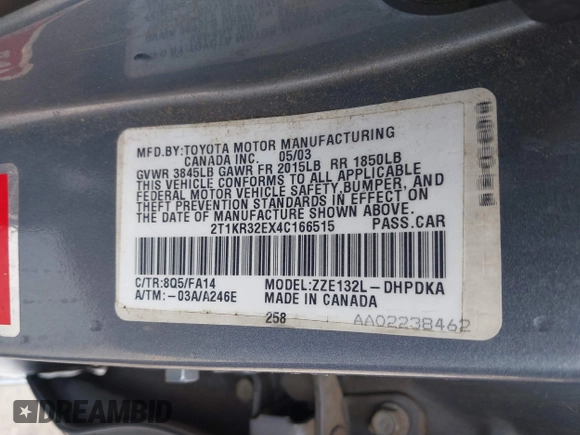 MFD.BY:TOYOTA MOTOR MANUFACTURING
CANADA INC. 05/03
GVWR 3845LB GAWR FR 2015LB RR 1850LB
THIS VEHICLE CONFORMS TO ALL APPLICABLE
FEDERAL MOTOR VEHICLE SAFETY,BUMPER, AND
THEFT PREVENTION STANDARDS IN EFFECT ON
THE DATE OF MANUFACTURE SHOWN ABOVE.
2T1KR32EX4C166515 PASS.CAR
C/TR:8Q5/FA14 MODEL:ZZE132L-DHPDKA
A/TM:-03A/A246E MADE IN CANADA
258 AA02238462
DREAMBID